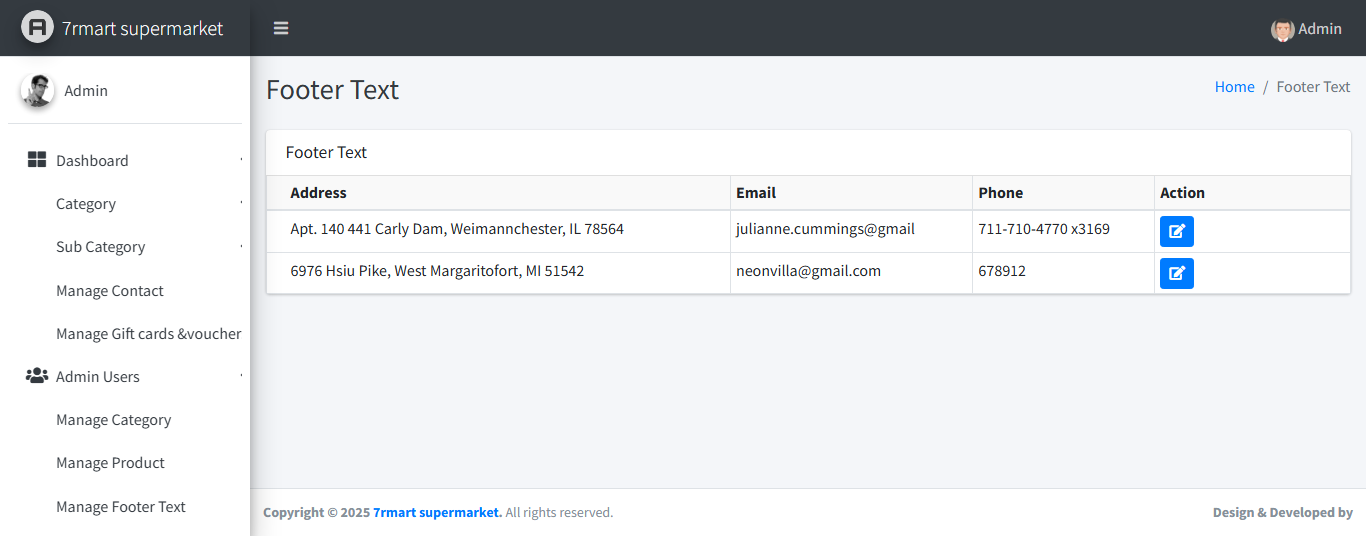 7rmart supermarket
Admin
Admin
Dashboard
Category
Sub Category
Manage Contact
Manage Gift cards &voucher
Admin Users
Manage Category
Manage Product
Manage Footer Text
Footer Text
Home / Footer Text
Footer Text
Address Email Phone Action
Apt. 140 441 Carly Dam, Weimannchester, IL 78564 julianne.cummings@gmail 711-710-4770 x3169
6976 Hsiu Pike, West Margaritofort, MI 51542 neonvilla@gmail.com 678912
Copyright © 2025 7rmart supermarket. All rights reserved.
Design & Developed by